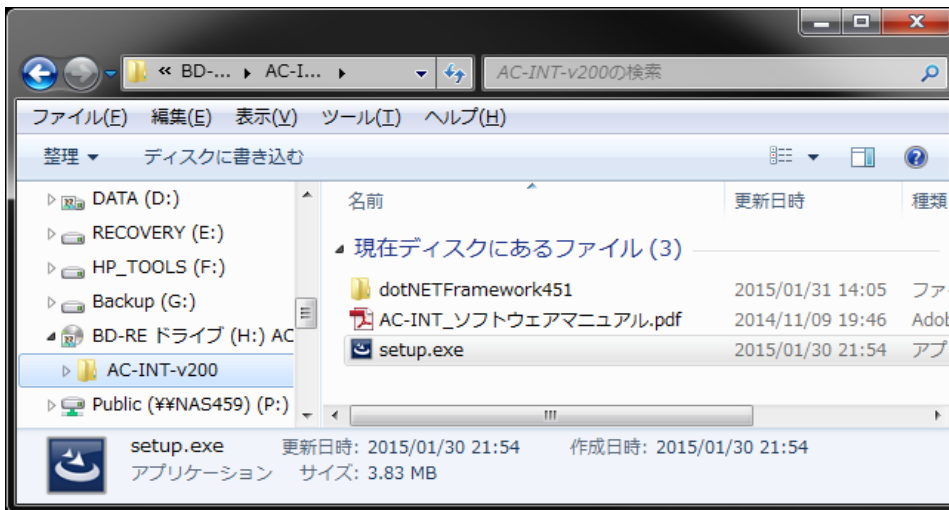 « BD-... ▸ AC-I... ▸ AC-INT-v200の検索
ファイル(F) 編集(E) 表示(V) ツール(T) ヘルプ(H)
整理 ▼ ディスクに書き込む
DATA (D:)
RECOVERY (E:)
HP_TOOLS (F:)
Backup (G:)
BD-RE ドライブ (H:) AC
AC-INT-v200
Public (¥¥NAS459) (P:)
名前 更新日時 種類
現在ディスクにあるファイル (3)
dotNETFramework451 2015/01/31 14:05 ファ
AC-INT_ソフトウェアマニュアル.pdf 2014/11/09 19:46 Adob
setup.exe 2015/01/30 21:54 アプ
setup.exe 更新日時: 2015/01/30 21:54 作成日時: 2015/01/30 21:54
アプリケーション サイズ: 3.83 MB